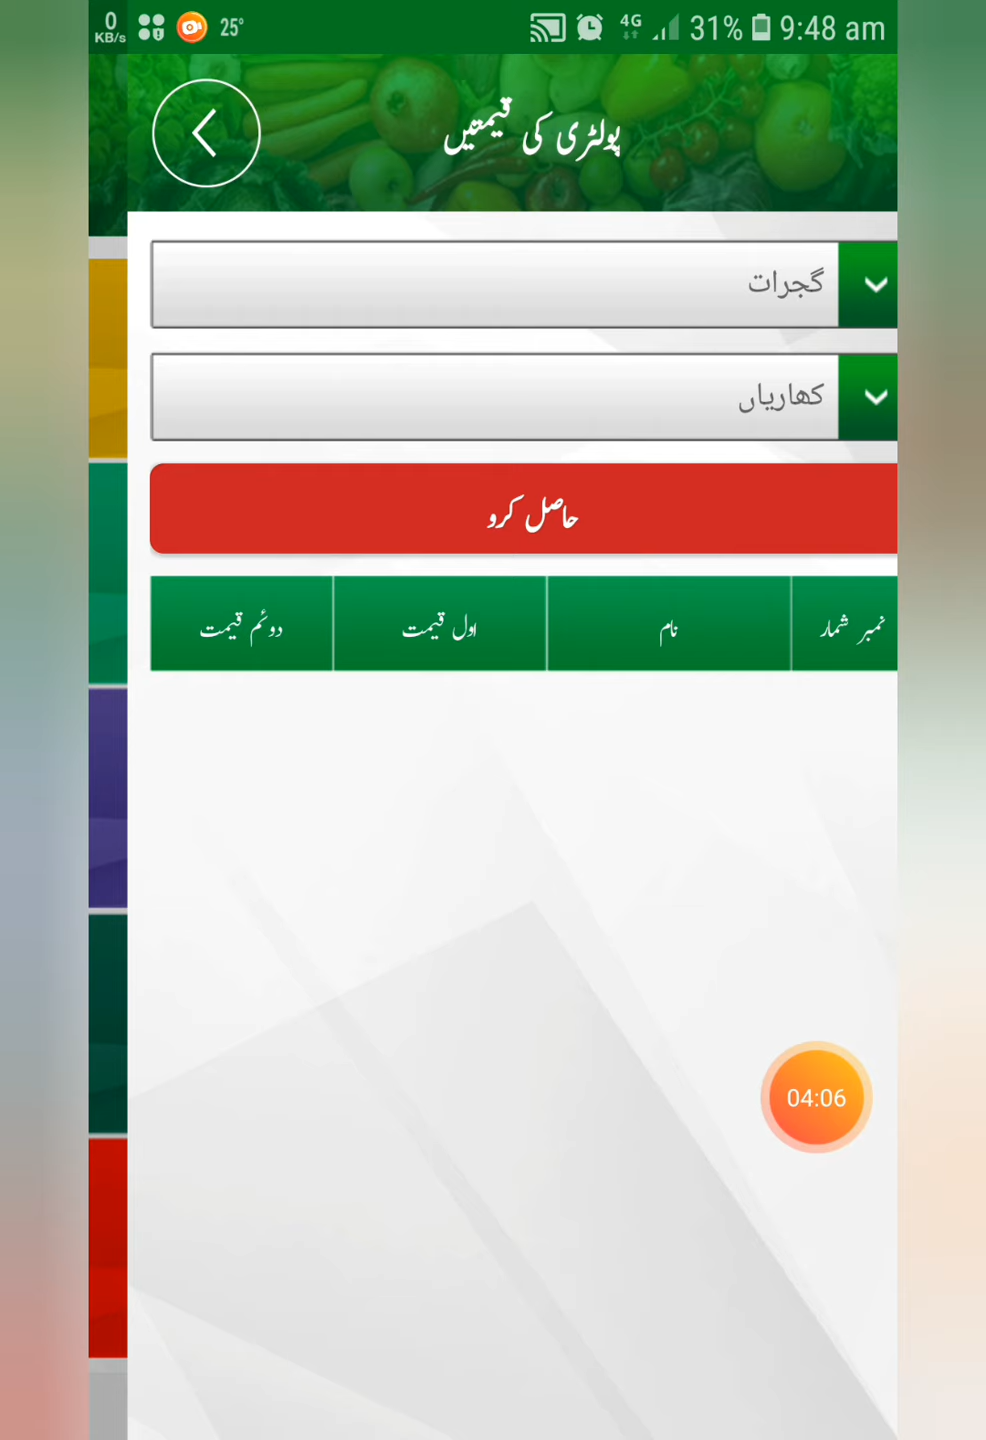 0 KB/s 25° 4G 31% 9:48 am
پولٹری کی قیمتیں
گجرات
کھاریاں
حاصل کرو
نمبر شمار نام اول قیمت دوئم قیمت
04:06